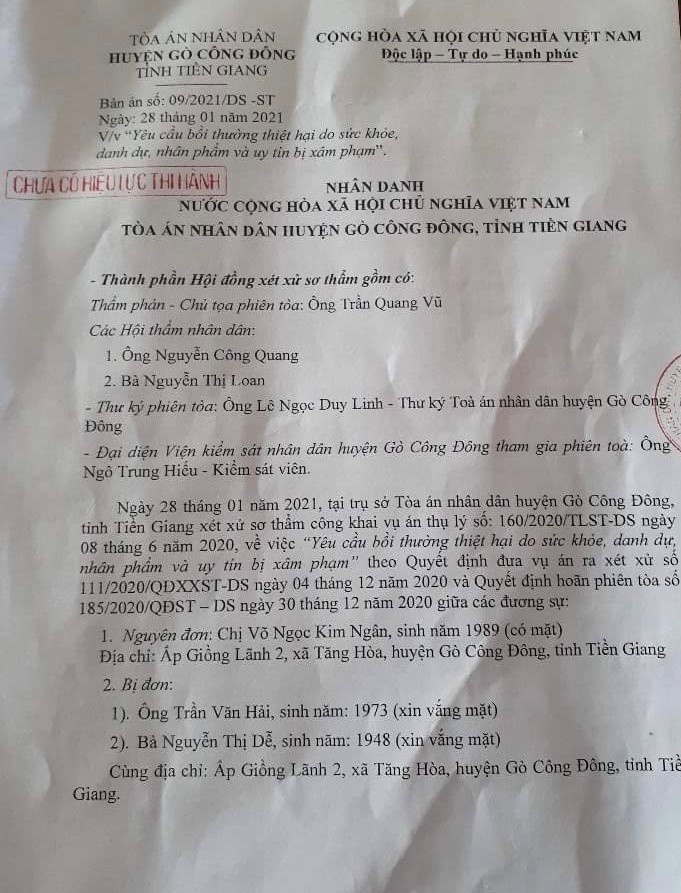 TÒA ÁN NHÂN DÂN
HUYỆN GÒ CÔNG ĐÔNG
TỈNH TIỀN GIANG
CỘNG HÒA XÃ HỘI CHỦ NGHĨA VIỆT NAM
Độc lập – Tự do – Hạnh phúc
Bản án số: 09/2021/DS -ST
Ngày: 28 tháng 01 năm 2021
V/v "Yêu cầu bồi thường thiệt hại do sức khỏe,
danh dự, nhân phẩm và uy tín bị xâm phạm".
CHƯA CÓ HIỆU LỰC THI HÀNH
NHÂN DANH
NƯỚC CỘNG HÒA XÃ HỘI CHỦ NGHĨA VIỆT NAM
TÒA ÁN NHÂN DÂN HUYỆN GÒ CÔNG ĐÔNG, TỈNH TIỀN GIANG
- Thành phần Hội đồng xét xử sơ thẩm gồm có:
Thẩm phán - Chủ tọa phiên tòa: Ông Trần Quang Vũ
Các Hội thẩm nhân dân:
1. Ông Nguyễn Công Quang
2. Bà Nguyễn Thị Loan
- Thư ký phiên tòa: Ông Lê Ngọc Duy Linh - Thư ký Toà án nhân dân huyện Gò Công
Đông
- Đại diện Viện kiểm sát nhân dân huyện Gò Công Đông tham gia phiên toà: Ông
Ngô Trung Hiếu - Kiểm sát viên.
Ngày 28 tháng 01 năm 2021, tại trụ sở Tòa án nhân dân huyện Gò Công Đông,
tỉnh Tiền Giang xét xử sơ thẩm công khai vụ án thụ lý số: 160/2020/TLST-DS ngày
08 tháng 6 năm 2020, về việc "Yêu cầu bồi thường thiệt hại do sức khỏe, danh dự,
nhân phẩm và uy tín bị xâm phạm" theo Quyết định đưa vụ án ra xét xử số
111/2020/QĐXXST-DS ngày 04 tháng 12 năm 2020 và Quyết định hoãn phiên tòa số
185/2020/QĐST – DS ngày 30 tháng 12 năm 2020 giữa các đương sự:
1. Nguyên đơn: Chị Võ Ngọc Kim Ngân, sinh năm 1989 (có mặt)
Địa chỉ: Ấp Giồng Lãnh 2, xã Tăng Hòa, huyện Gò Công Đông, tỉnh Tiền Giang
2. Bị đơn:
1). Ông Trần Văn Hải, sinh năm: 1973 (xin vắng mặt)
2). Bà Nguyễn Thị Dễ, sinh năm: 1948 (xin vắng mặt)
Cùng địa chỉ: Ấp Giồng Lãnh 2, xã Tăng Hòa, huyện Gò Công Đông, tỉnh Tiề
Giang.